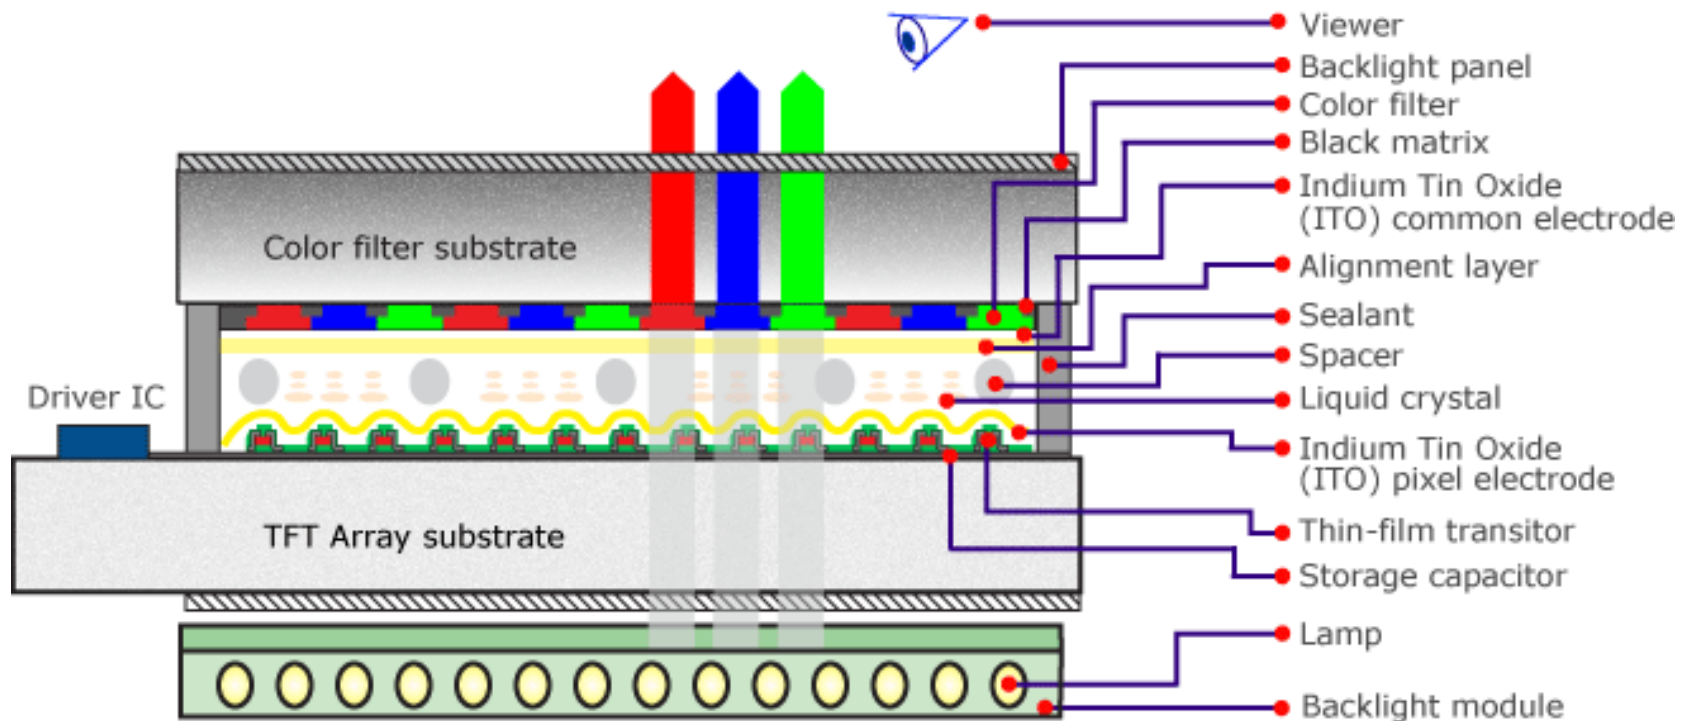 Viewer
Backlight panel
Color filter
Black matrix
Indium Tin Oxide
(ITO) common electrode
Color filter substrate
Alignment layer
Sealant
Spacer
Driver IC
Liquid crystal
Indium Tin Oxide
(ITO) pixel electrode
TFT Array substrate
Thin-film transitor
Storage capacitor
Lamp
Backlight module